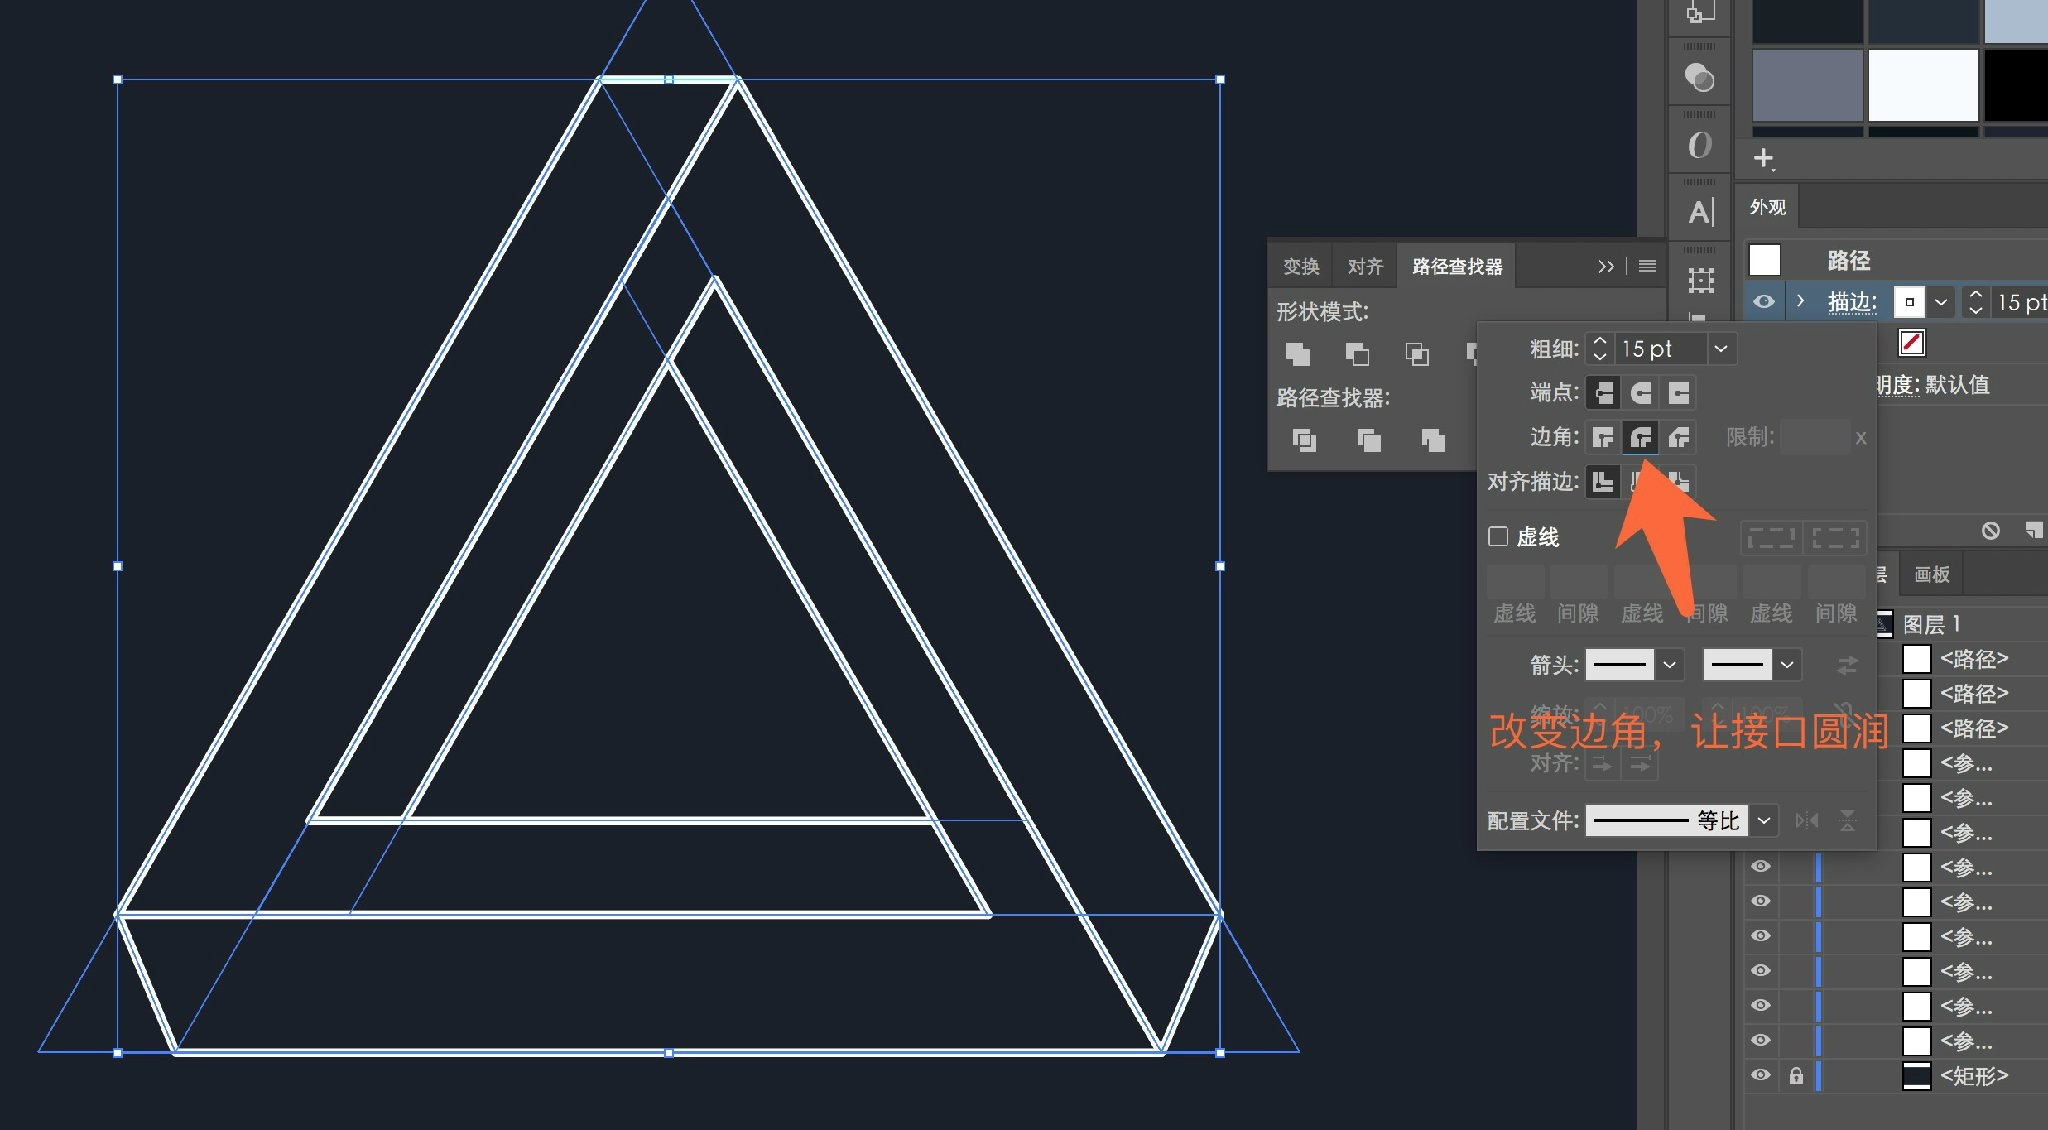 外观
路径
变换 对齐 路径查找器
描边: 15 pt
形状模式:
粗细: 15 pt
明度: 默认值
端点:
路径查找器:
边角: 限制: x
对齐描边:
虚线
画板
虚线 间隙 虚线 间隙 虚线 间隙
图层 1
<路径>
箭头:
<路径>
缩放: 100% 100%
改变边角，让接口圆润
<路径>
对齐:
<参...
<参...
配置文件: 等比
<参...
<参...
<参...
<参...
<参...
<参...
<参...
<矩形>